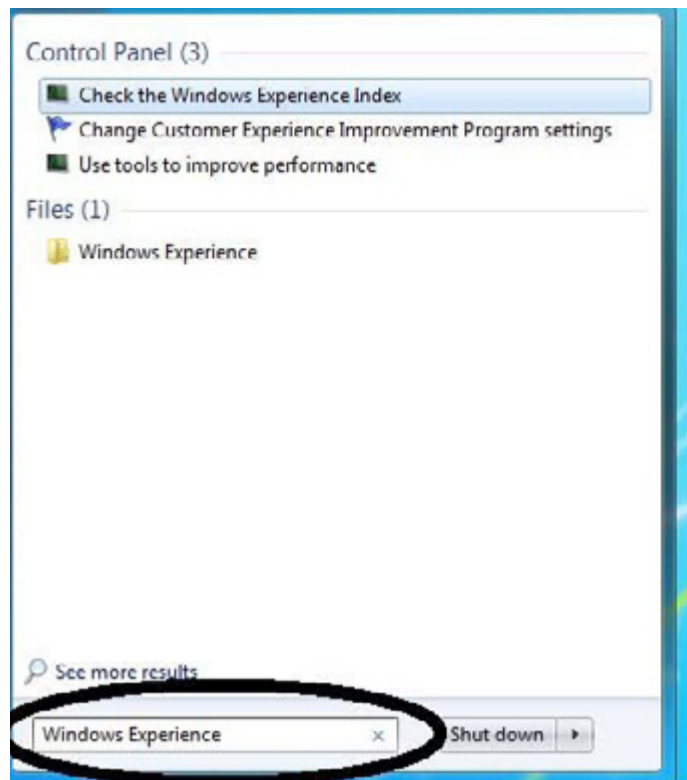 Control Panel (3)
Check the Windows Experience Index
Change Customer Experience Improvement Program settings
Use tools to improve performance
Files (1)
Windows Experience
See more results
Windows Experience
Shut down